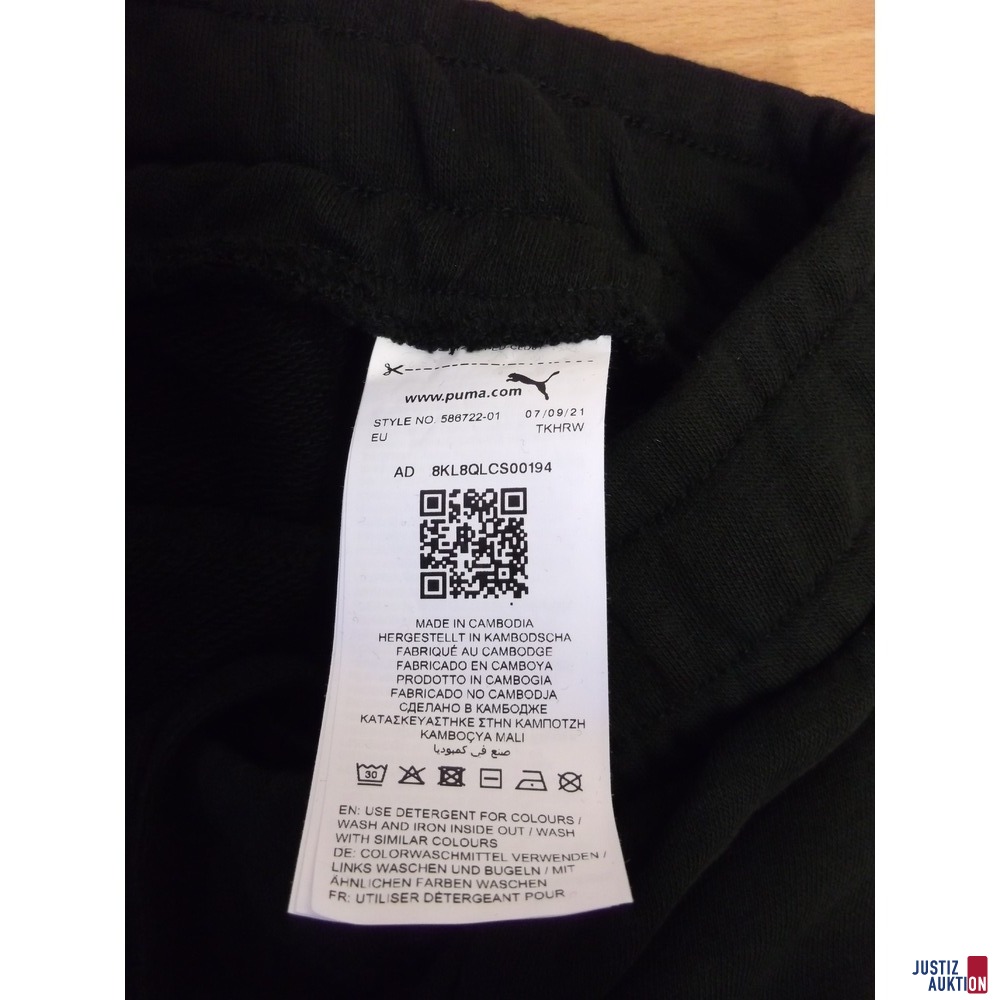 www.puma.com
STYLE NO. 586722-01 07/09/21
EU TKHRW
AD 8KL8QLCS00194
MADE IN CAMBODIA
HERGESTELLT IN KAMBODSCHA
FABRIQUÉ AU CAMBODGE
FABRICADO EN CAMBOYA
PRODOTTO IN CAMBOGIA
FABRICADO NO CAMBODJA
СДЕЛАНО В КАМБОДЖЕ
ΚΑΤΑΣΚΕΥΑΣΤΗΚΕ ΣΤΗΝ ΚΑΜΠΟΤΖΗ
KAMBOÇYA MALI
صنع في كمبوديا
30
EN: USE DETERGENT FOR COLOURS /
WASH AND IRON INSIDE OUT / WASH
WITH SIMILAR COLOURS
DE: COLORWASCHMITTEL VERWENDEN /
LINKS WASCHEN UND BÜGELN / MIT
ÄHNLICHEN FARBEN WASCHEN
FR: UTILISER DÉTERGEANT POUR
JUSTIZ
AUKTION